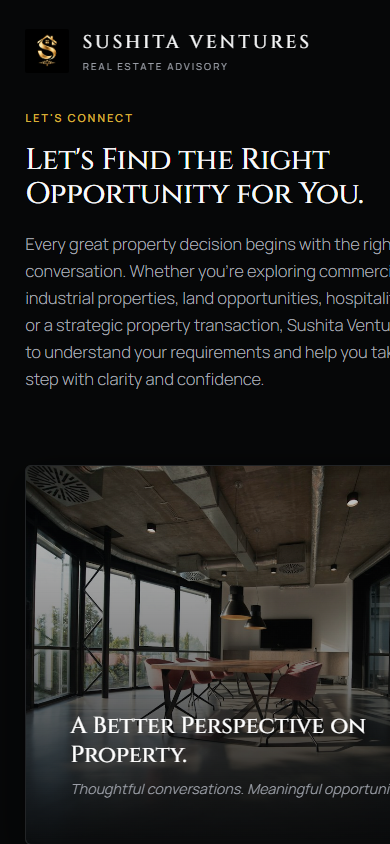 SUSHITA VENTURES
REAL ESTATE ADVISORY
LET'S CONNECT
Let's Find the Right
Opportunity for You.
Every great property decision begins with the righ
conversation. Whether you're exploring commerc
industrial properties, land opportunities, hospitali
or a strategic property transaction, Sushita Ventu
to understand your requirements and help you tak
step with clarity and confidence.
A Better Perspective on
Property.
Thoughtful conversations. Meaningful opportuni